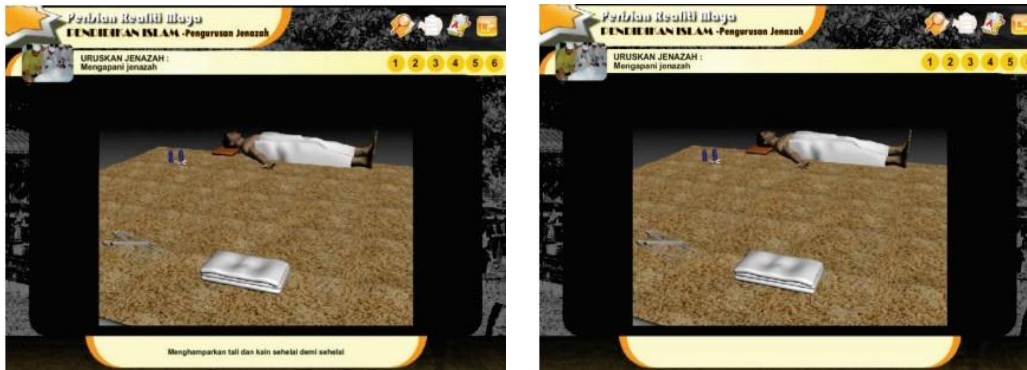 Perisian Realiti Maya
PENDIDIKAN ISLAM -Pengurusan Jenazah
URUSKAN JENAZAH :
Mengapani jenazah
1 2 3 4 5 6
Menghamparkan tali dan kain sehelai demi sehelai
Perisian Realiti Maya
PENDIDIKAN ISLAM -Pengurusan Jenazah
URUSKAN JENAZAH :
Mengapani jenazah
1 2 3 4 5